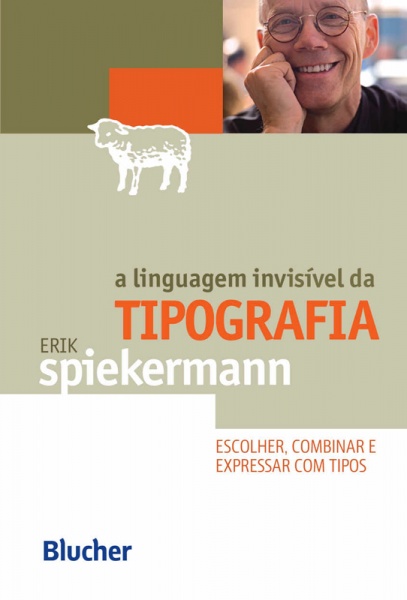 a linguagem invisível da
TIPOGRAFIA
ERIK
spiekermann
ESCOLHER, COMBINAR E
EXPRESSAR COM TIPOS
Blucher